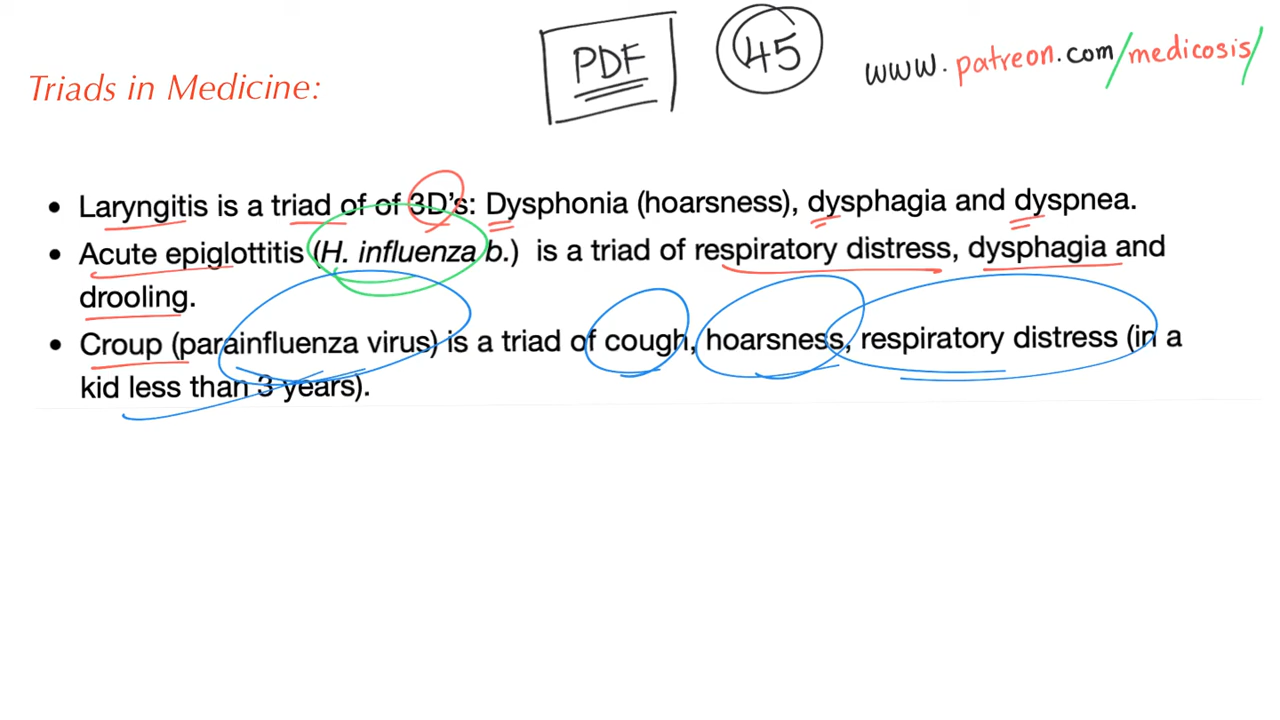 PDF
45
www.patreon.com/medicosis/
Triads in Medicine:
• Laryngitis is a triad of of 3D's: Dysphonia (hoarsness), dysphagia and dyspnea.
• Acute epiglottitis (H. influenza b.) is a triad of respiratory distress, dysphagia and
drooling.
• Croup (parainfluenza virus) is a triad of cough, hoarsness, respiratory distress (in a
kid less than 3 years).